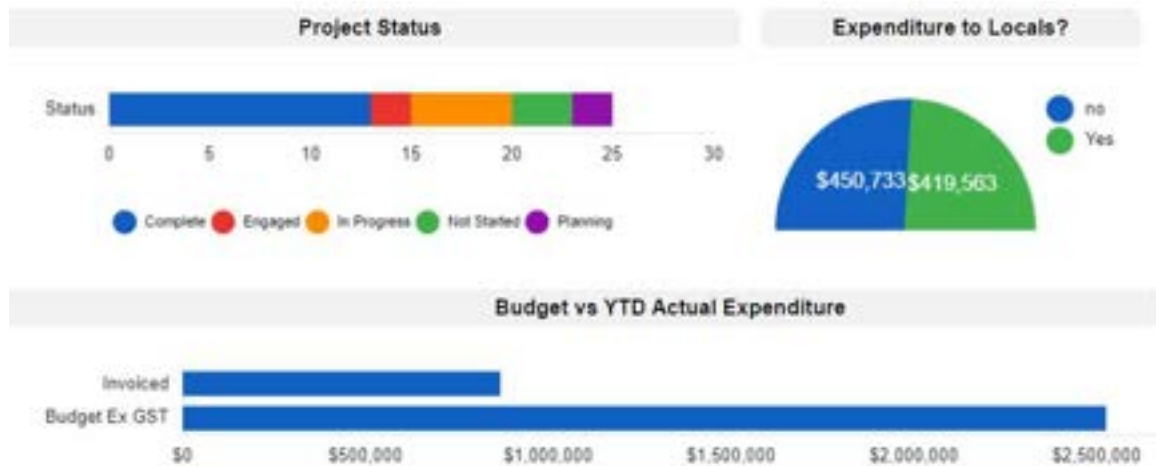 Project Status
Expenditure to Locals?
Status
0 5 10 15 20 25 30
Complete Engaged In Progress Not Started Planning
no
Yes
$450,733 $419,563
Budget vs YTD Actual Expenditure
Invoiced
Budget Ex GST
$0 $500,000 $1,000,000 $1,500,000 $2,000,000 $2,500,000